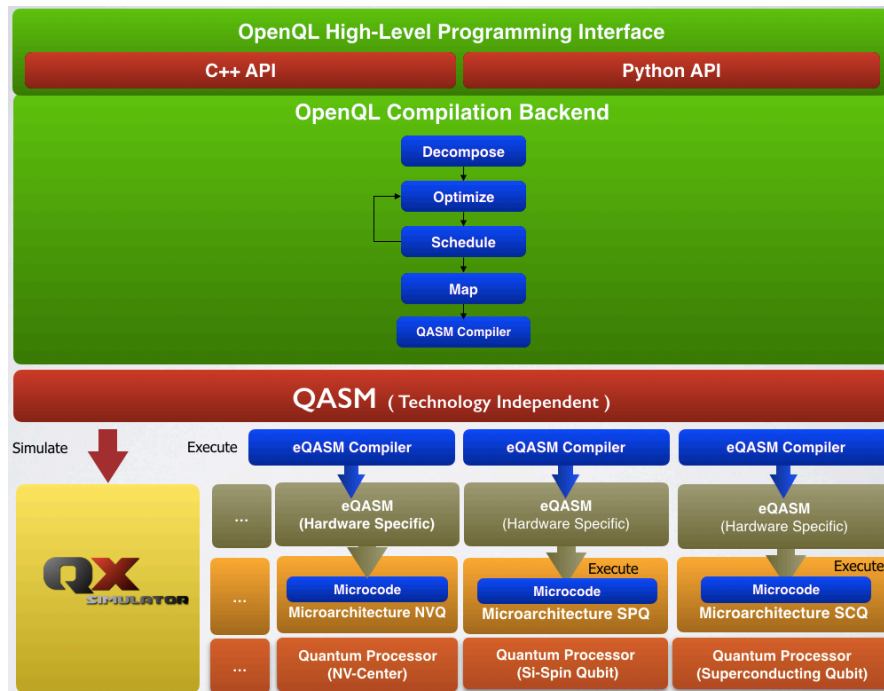 OpenQL High-Level Programming Interface
C++ API
Python API
OpenQL Compilation Backend
Decompose
Optimize
Schedule
Map
QASM Compiler
QASM ( Technology Independent )
Simulate
Execute
eQASM Compiler
eQASM Compiler
eQASM Compiler
...
eQASM
(Hardware Specific)
eQASM
(Hardware Specific)
eQASM
(Hardware Specific)
QX
SIMULATOR
...
Microcode
Microarchitecture NVQ
Execute
Microcode
Microarchitecture SPQ
Execute
Microcode
Microarchitecture SCQ
...
Quantum Processor
(NV-Center)
Quantum Processor
(Si-Spin Qubit)
Quantum Processor
(Superconducting Qubit)